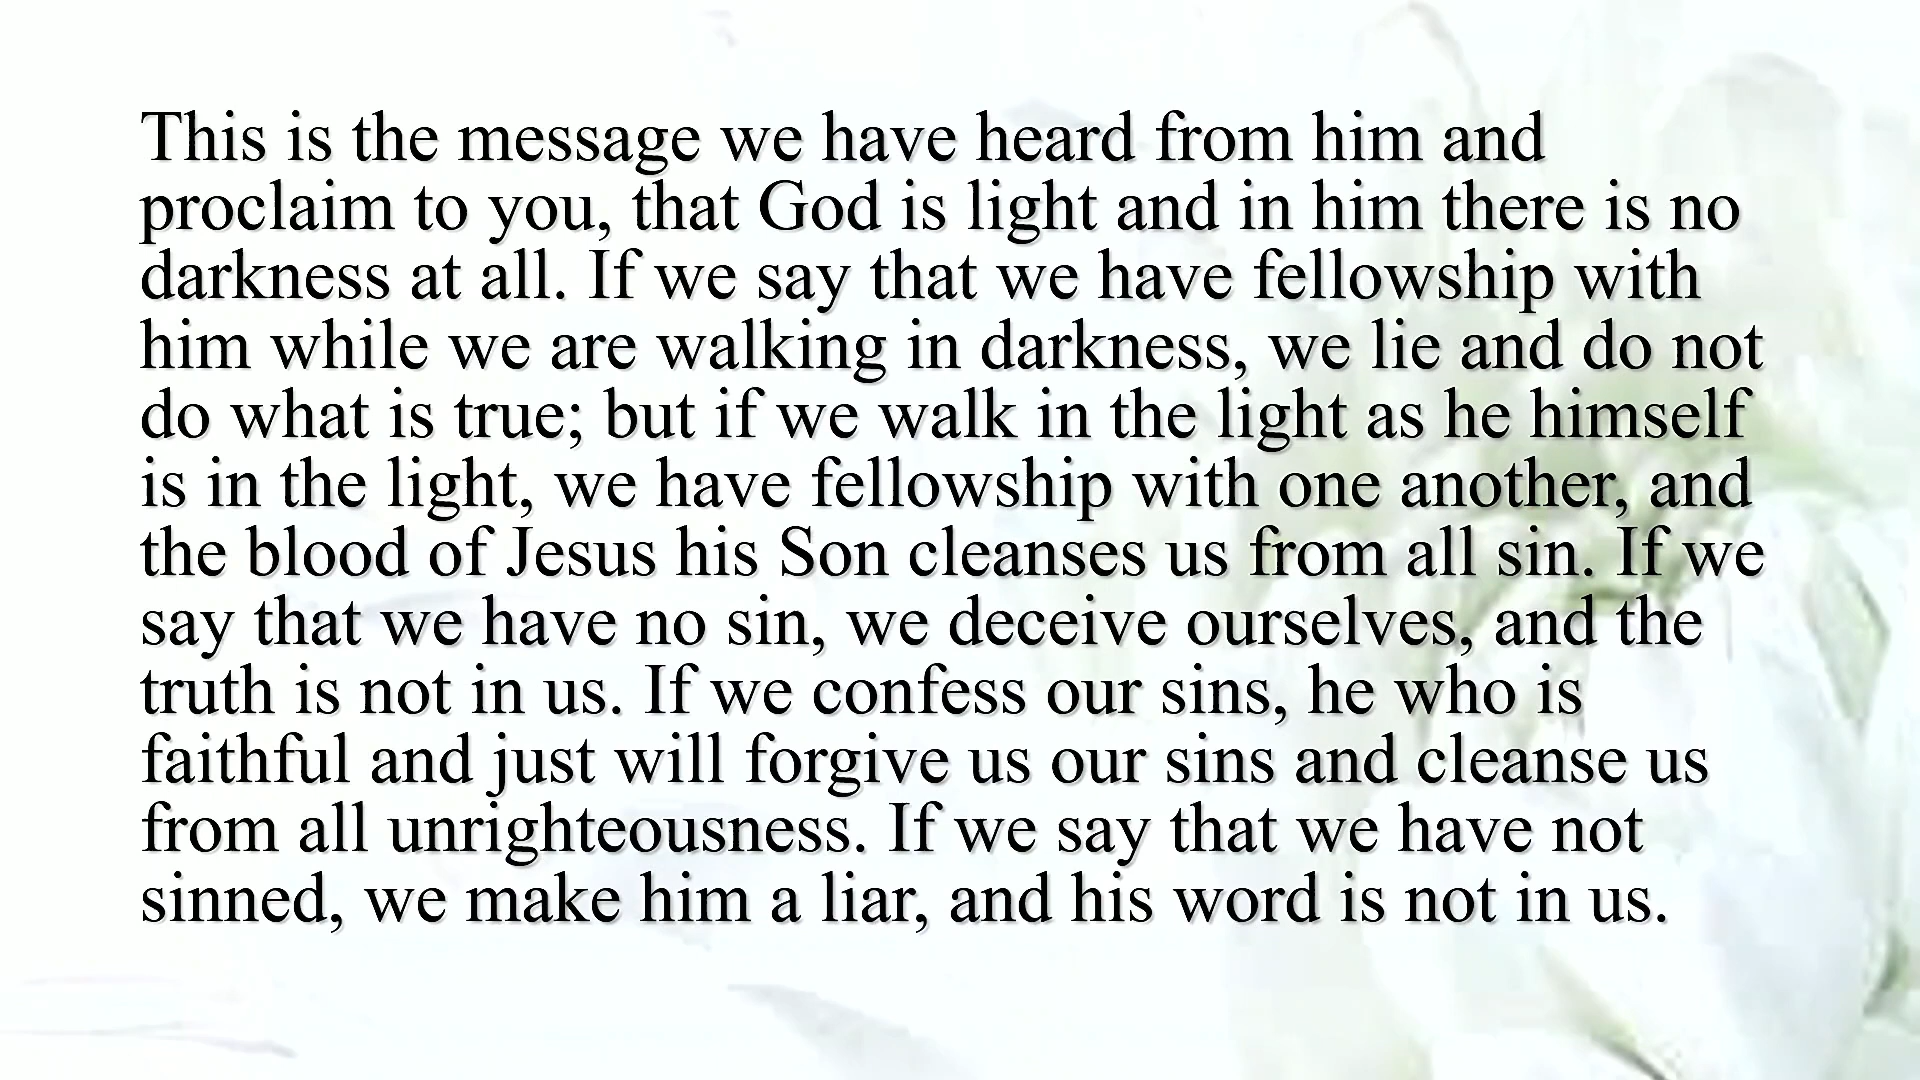 This is the message we have heard from him and
proclaim to you, that God is light and in him there is no
darkness at all. If we say that we have fellowship with
him while we are walking in darkness, we lie and do not
do what is true; but if we walk in the light as he himself
is in the light, we have fellowship with one another, and
the blood of Jesus his Son cleanses us from all sin. If we
say that we have no sin, we deceive ourselves, and the
truth is not in us. If we confess our sins, he who is
faithful and just will forgive us our sins and cleanse us
from all unrighteousness. If we say that we have not
sinned, we make him a liar, and his word is not in us.